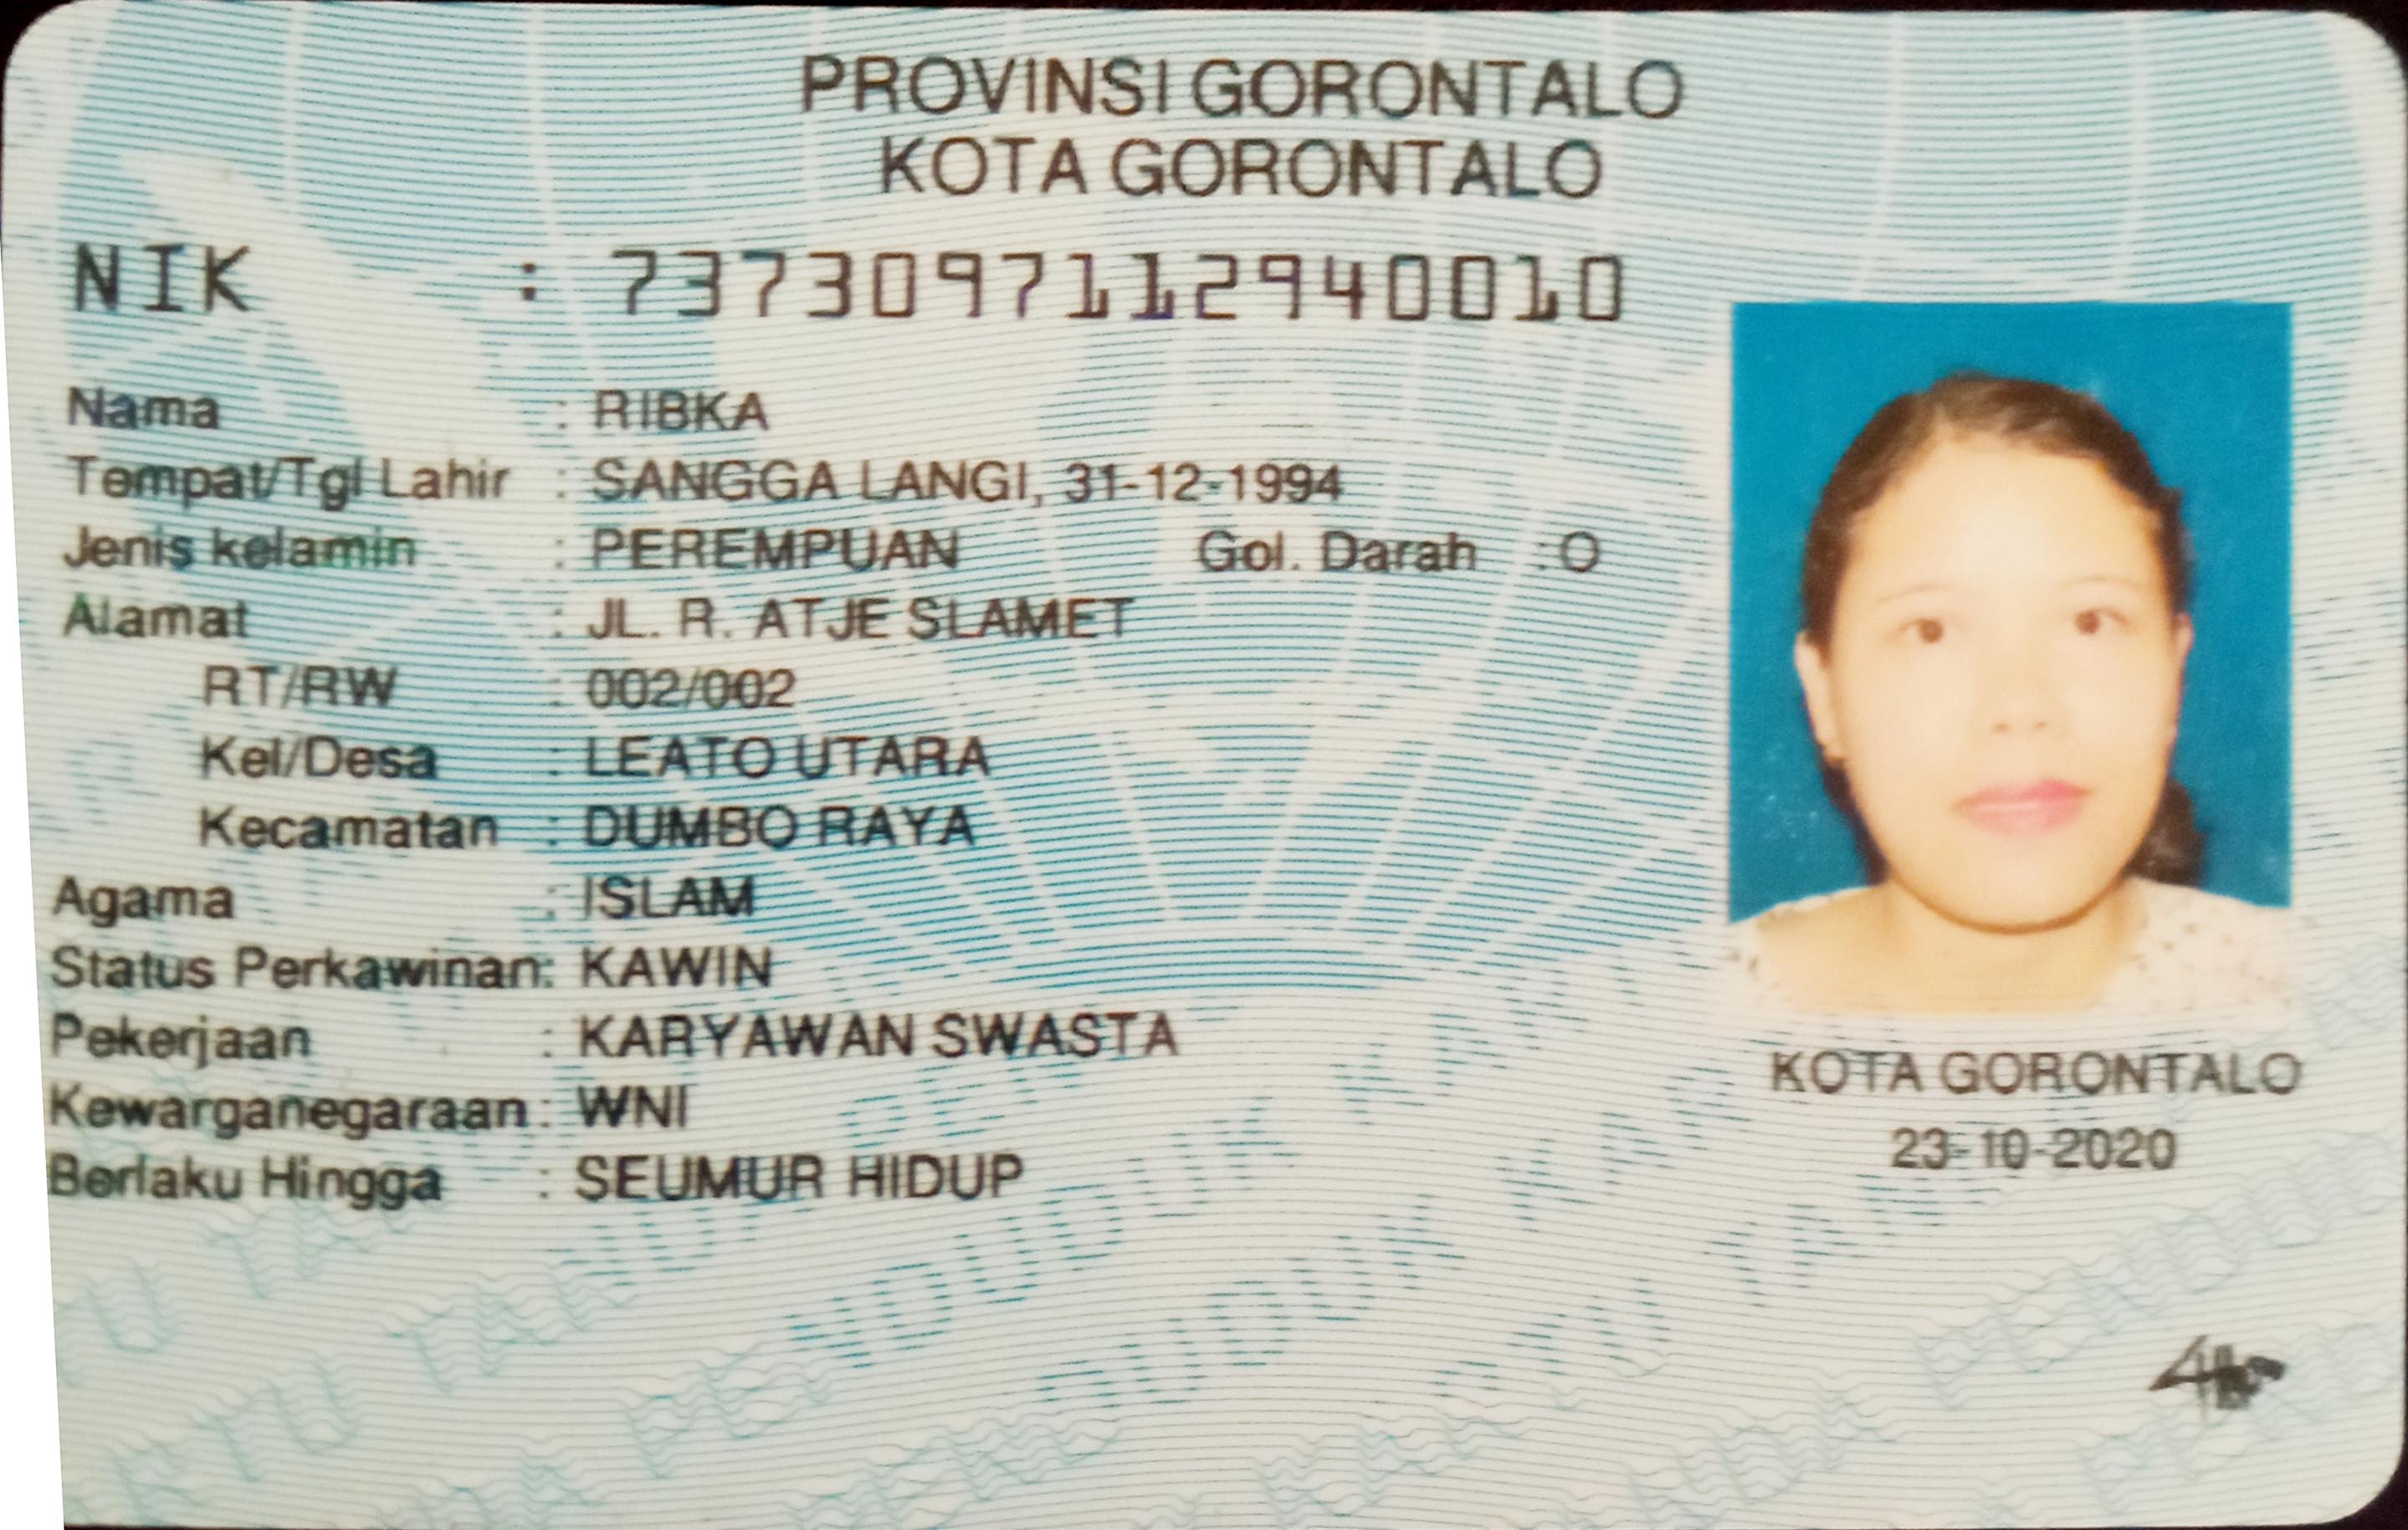 PROVINSI GORONTALO
KOTA GORONTALO
NIK : 7373097112940010
Nama : RIBKA
Tempat/Tgl Lahir : SANGGA LANGI, 31-12-1994
Jenis kelamin : PEREMPUAN Gol. Darah : O
Alamat : JL. R. ATJE SLAMET
RT/RW : 002/002
Kel/Desa : LEATO UTARA
Kecamatan : DUMBO RAYA
Agama : ISLAM
Status Perkawinan: KAWIN
Pekerjaan : KARYAWAN SWASTA
Kewarganegaraan : WNI
Berlaku Hingga : SEUMUR HIDUP
KOTA GORONTALO
23-10-2020